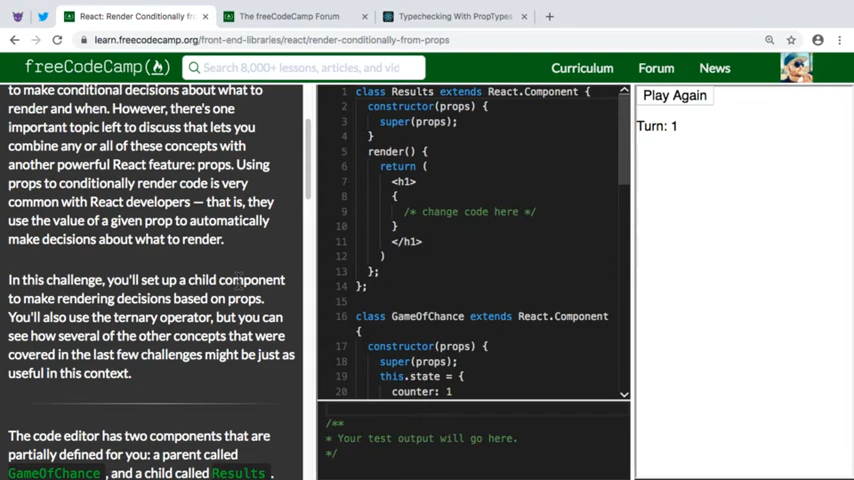 React: Render Conditionally fro
The freeCodeCamp Forum
Typechecking With PropTypes
learn.freecodecamp.org/front-end-libraries/react/render-conditionally-from-props
freeCodeCamp
Search 8,000+ lessons, articles, and vid
Curriculum
Forum
News
to make conditional decisions about what to
render and when. However, there's one
important topic left to discuss that lets you
combine any or all of these concepts with
another powerful React feature: props. Using
props to conditionally render code is very
common with React developers — that is, they
use the value of a given prop to automatically
make decisions about what to render.
In this challenge, you'll set up a child component
to make rendering decisions based on props.
You'll also use the ternary operator, but you can
see how several of the other concepts that were
covered in the last few challenges might be just as
useful in this context.
The code editor has two components that are
partially defined for you: a parent called
GameOfChance , and a child called Results .
1 class Results extends React.Component {
2 constructor(props) {
3 super(props);
4 }
5 render() {
6 return (
7 <h1>
8 {
9 /* change code here */
10 }
11 </h1>
12 )
13 };
14 };
15
16 class GameOfChance extends React.Component
{
17 constructor(props) {
18 super(props);
19 this.state = {
20 counter: 1
/**
* Your test output will go here.
*/
Play Again
Turn: 1